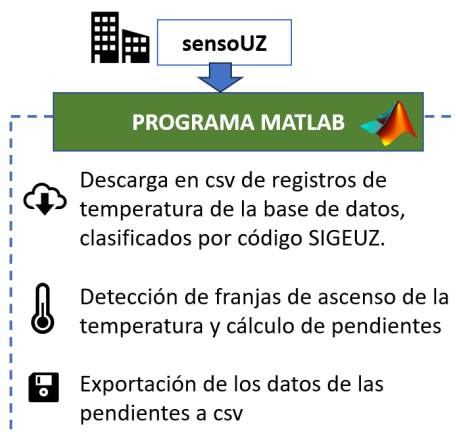 sensoUZ
PROGRAMA MATLAB
Descarga en csv de registros de
temperatura de la base de datos,
clasificados por código SIGEUZ.
Detección de franjas de ascenso de la
temperatura y cálculo de pendientes
Exportación de los datos de las
pendientes a csv